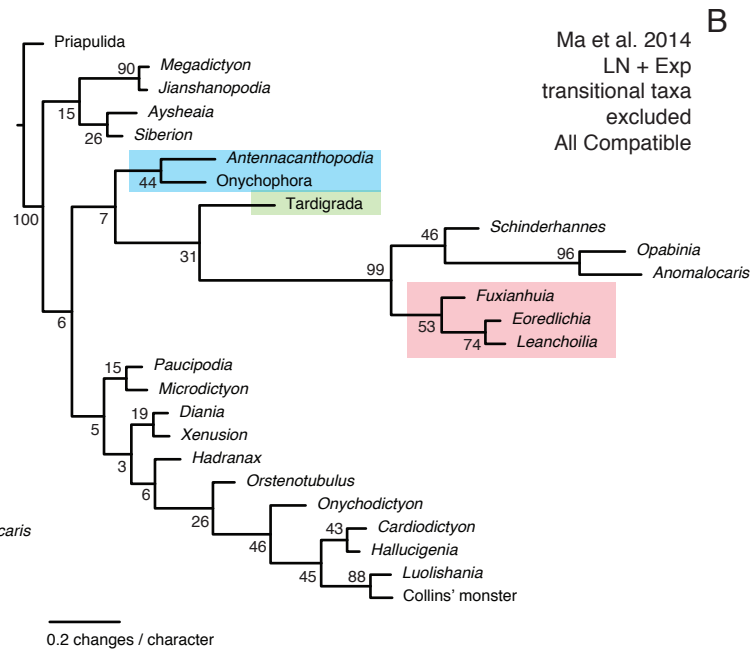 B
Ma et al. 2014
LN + Exp
transitional taxa
excluded
All Compatible
Priapulida
90
Megadictyon
Jianshanopodia
15
Aysheaia
26
Siberion
Antennacanthopodia
44
Onychophora
100
7
Tardigrada
31
46
Schinderhannes
96
Opabinia
Anomalocaris
99
Fuxianhuia
53
Eoredlichia
74
Leanchoilia
6
15
Paucipodia
Microdictyon
5
19
Diania
Xenusion
3
Hadranax
6
Orstenotubulus
26
Onychodictyon
46
43
Cardiodictyon
Hallucigenia
45
88
Luolishania
Collins' monster
caris
0.2 changes / character